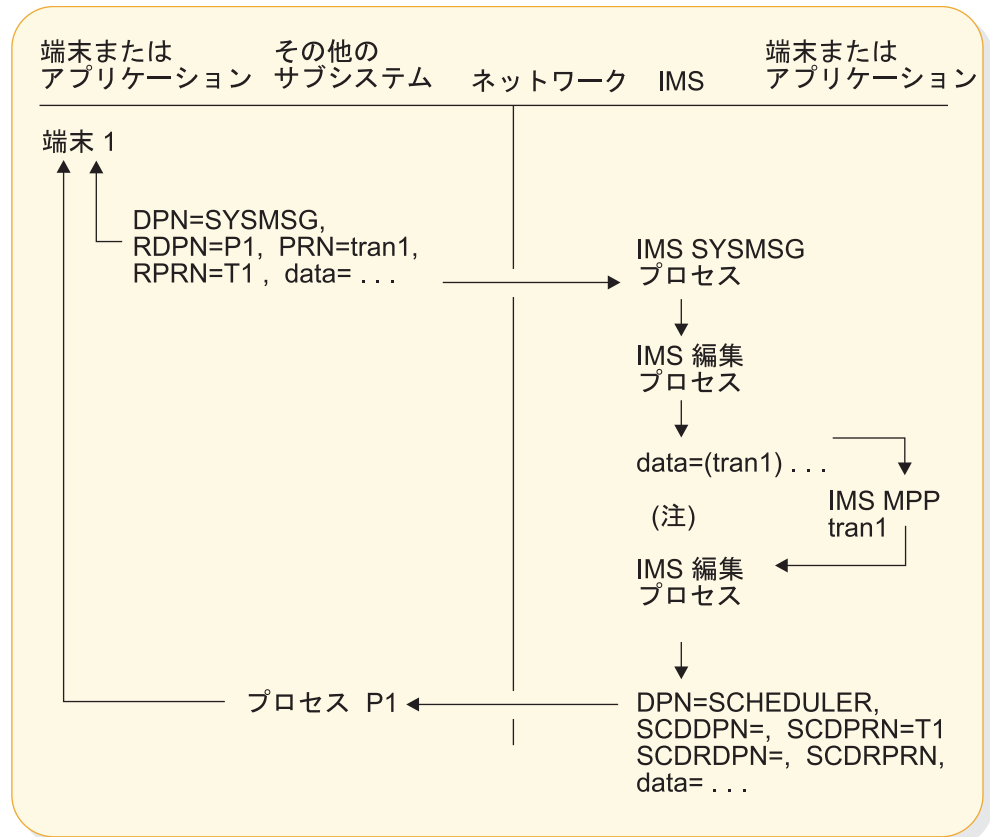 端末または
アプリケーション
その他の
サブシステム
ネットワーク
IMS
端末または
アプリケーション
端末 1
DPN=SYSMSG,
RDPN=P1, PRN=tran1,
RPRN=T1 , data= . . .
IMS SYSMSG
プロセス
IMS 編集
プロセス
data=(tran1) . . .
IMS MPP
tran1
(注)
IMS 編集
プロセス
プロセス P1
DPN=SCHEDULER,
SCDDPN=, SCDPRN=T1
SCDRDPN=, SCDRPRN,
data= . . .